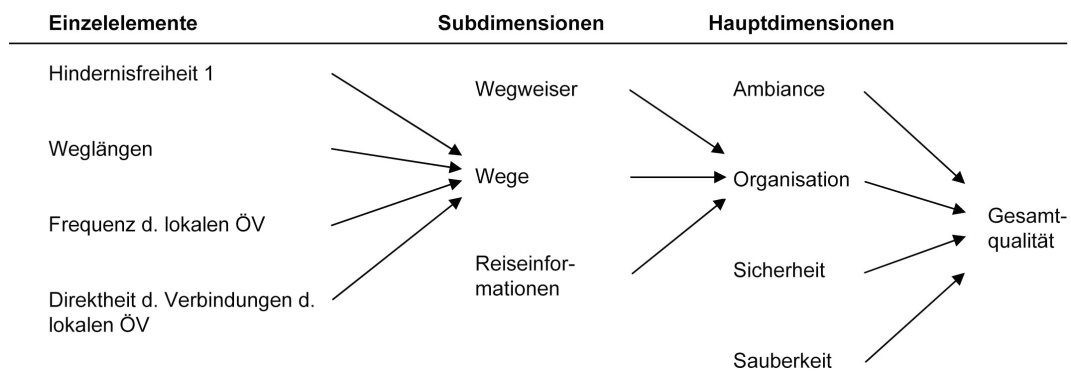 Einzelelemente
Subdimensionen
Hauptdimensionen
Hindernisfreiheit 1
Weglängen
Frequenz d. lokalen ÖV
Direktheit d. Verbindungen d.
lokalen ÖV
Wegweiser
Wege
Reiseinfor-
mationen
Ambiance
Organisation
Sicherheit
Sauberkeit
Gesamt-
qualität